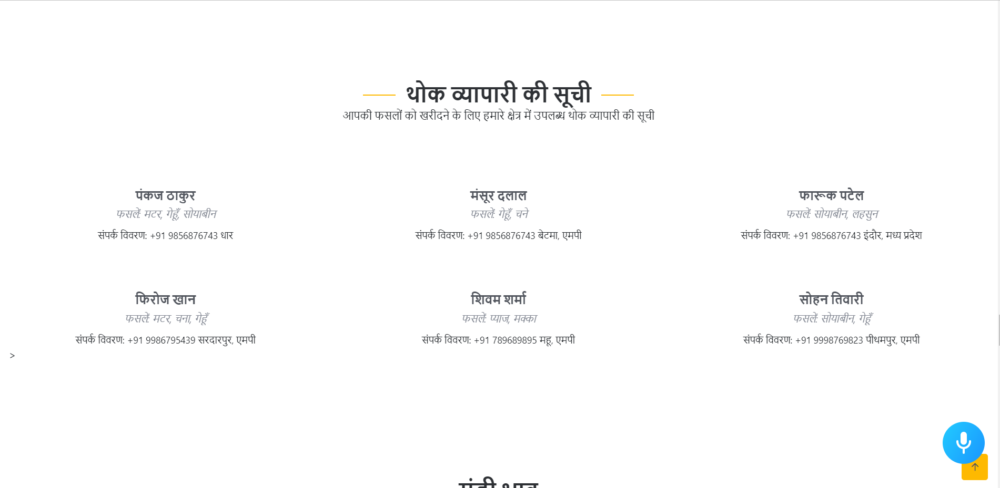 थोक व्यापारी की सूची
आपकी फसलों को खरीदने के लिए हमारे क्षेत्र में उपलब्ध थोक व्यापारी की सूची
पंकज ठाकुर
फसलें: मटर, गेहूँ, सोयाबीन
संपर्क विवरण: +91 9856876743 धार
मंसूर दलाल
फसलें: गेहूँ, चने
संपर्क विवरण: +91 9856876743 बेटमा, एमपी
फारूक पटेल
फसलें: सोयाबीन, लहसुन
संपर्क विवरण: +91 9856876743 इंदौर, मध्य प्रदेश
फिरोज खान
फसलें: मटर, चना, गेहूँ
संपर्क विवरण: +91 9986795439 सरदारपुर, एमपी
शिवम शर्मा
फसलें: प्याज, मक्का
संपर्क विवरण: +91 789689895 महू, एमपी
सोहन तिवारी
फसलें: सोयाबीन, गेहूँ
संपर्क विवरण: +91 9998769823 पीथमपुर, एमपी
>